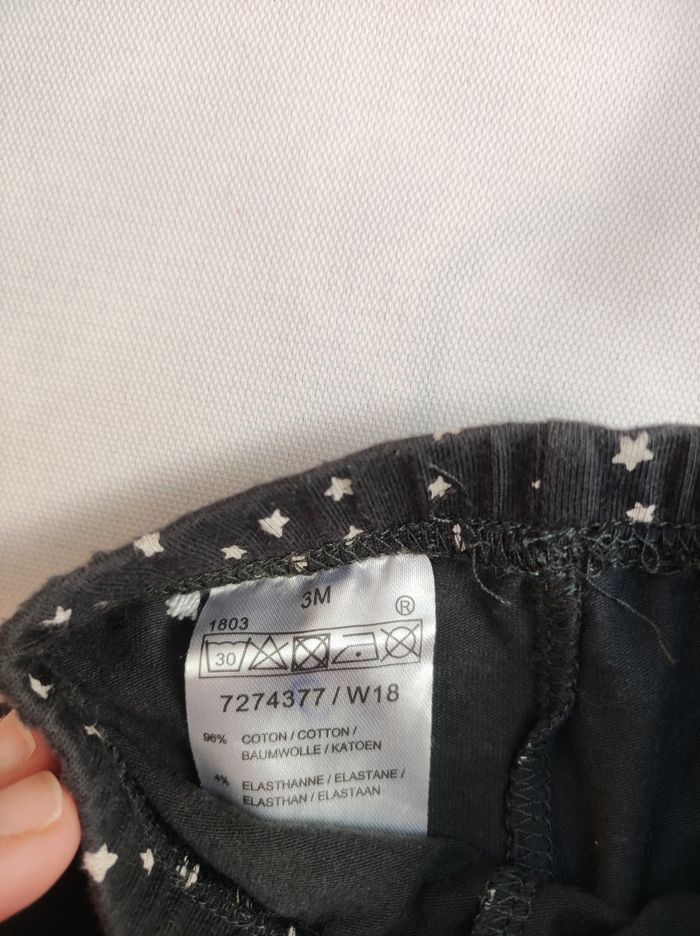 3M
1803
®
30
7274377 / W18
96% COTON / COTTON /
BAUMWOLLE / KATOEN
4% ELASTHANNE / ELASTANE /
ELASTHAN / ELASTAAN